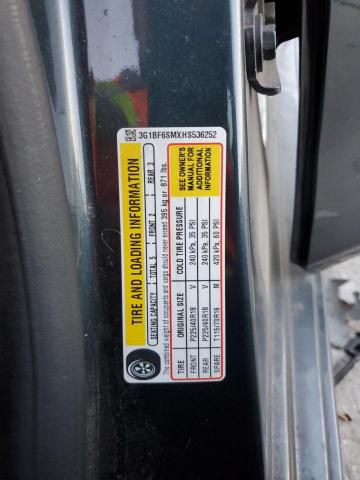 3G1BF6SMXHS536252
TIRE AND LOADING INFORMATION
SEATING CAPACITY TOTAL 5 FRONT 2 REAR 3
The combined weight of occupants and cargo should never exceed 395 kg or 871 lbs.
TIRE ORIGINAL SIZE COLD TIRE PRESSURE
FRONT P225/40R18 V 240 kPa, 35 PSI
REAR P225/40R18 V 240 kPa, 35 PSI
SPARE T115/70R16 M 420 kPa, 60 PSI
SEE OWNER'S
MANUAL FOR
ADDITIONAL
INFORMATION